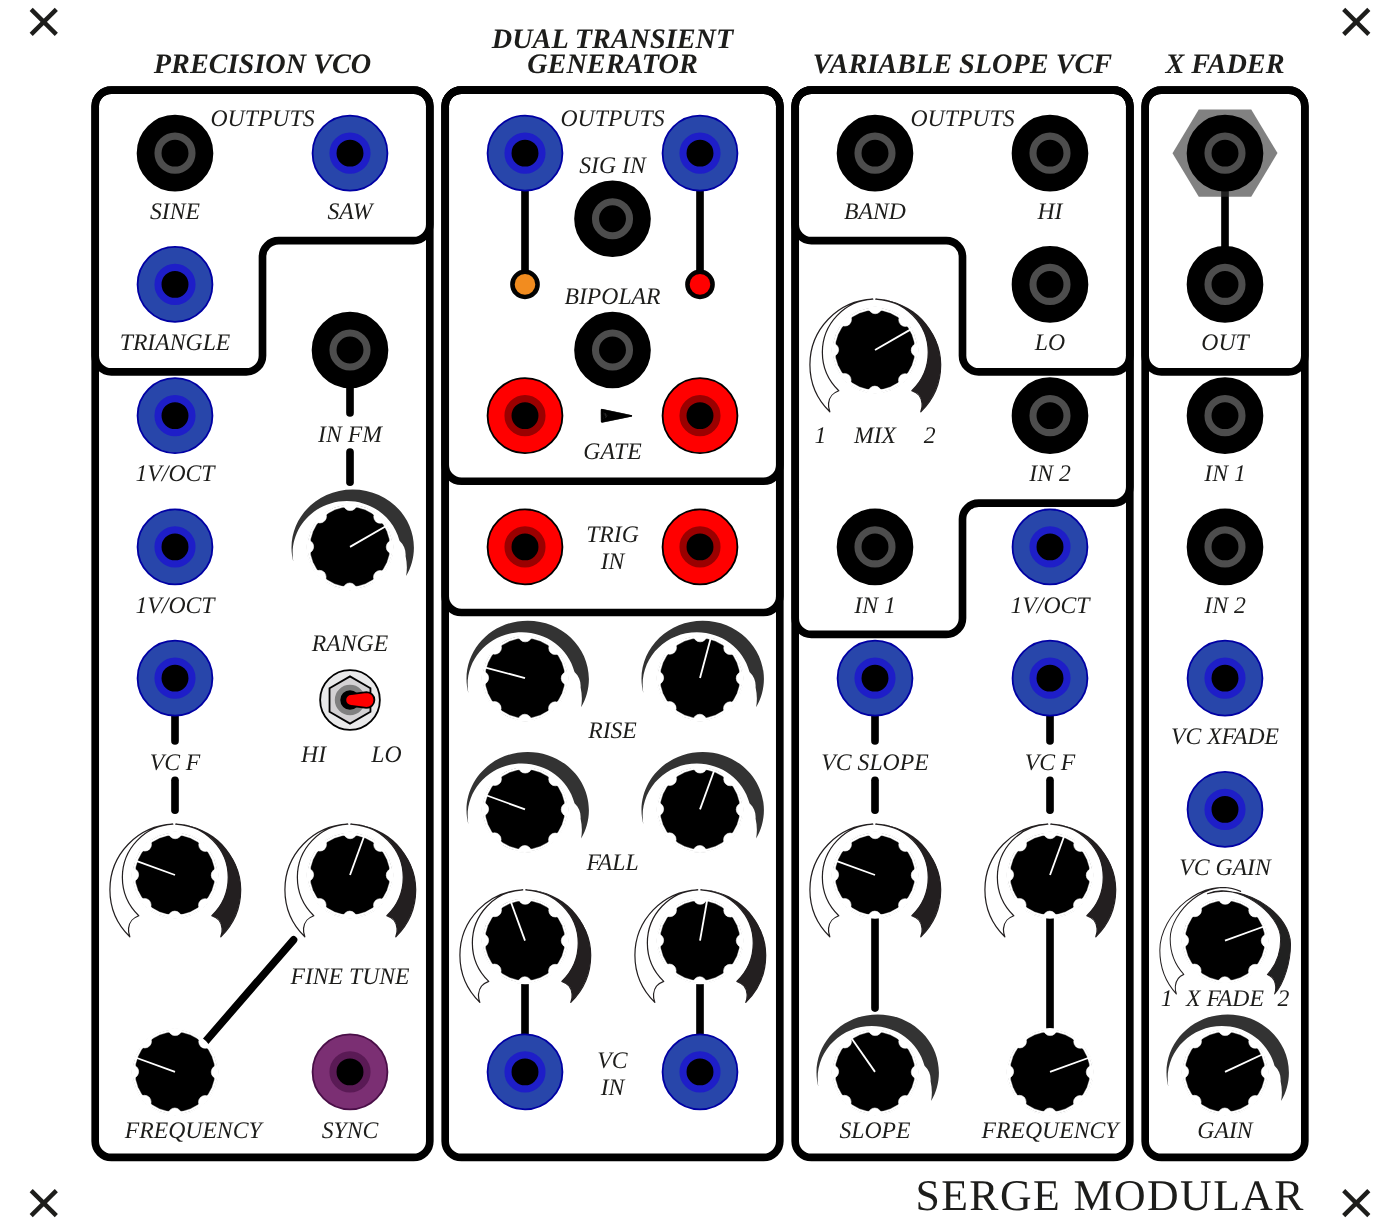 PRECISION VCO
OUTPUTS
SINE
SAW
TRIANGLE
IN FM
1V/OCT
1V/OCT
RANGE
HI
LO
VC F
FINE TUNE
FREQUENCY
SYNC
DUAL TRANSIENT
GENERATOR
OUTPUTS
SIG IN
BIPOLAR
GATE
TRIG
IN
RISE
FALL
VC
IN
VARIABLE SLOPE VCF
OUTPUTS
BAND
HI
LO
1 MIX 2
IN 2
IN 1
1V/OCT
VC SLOPE
VC F
SLOPE
FREQUENCY
X FADER
OUT
IN 1
IN 2
VC XFADE
VC GAIN
1 X FADE 2
GAIN
SERGE MODULAR